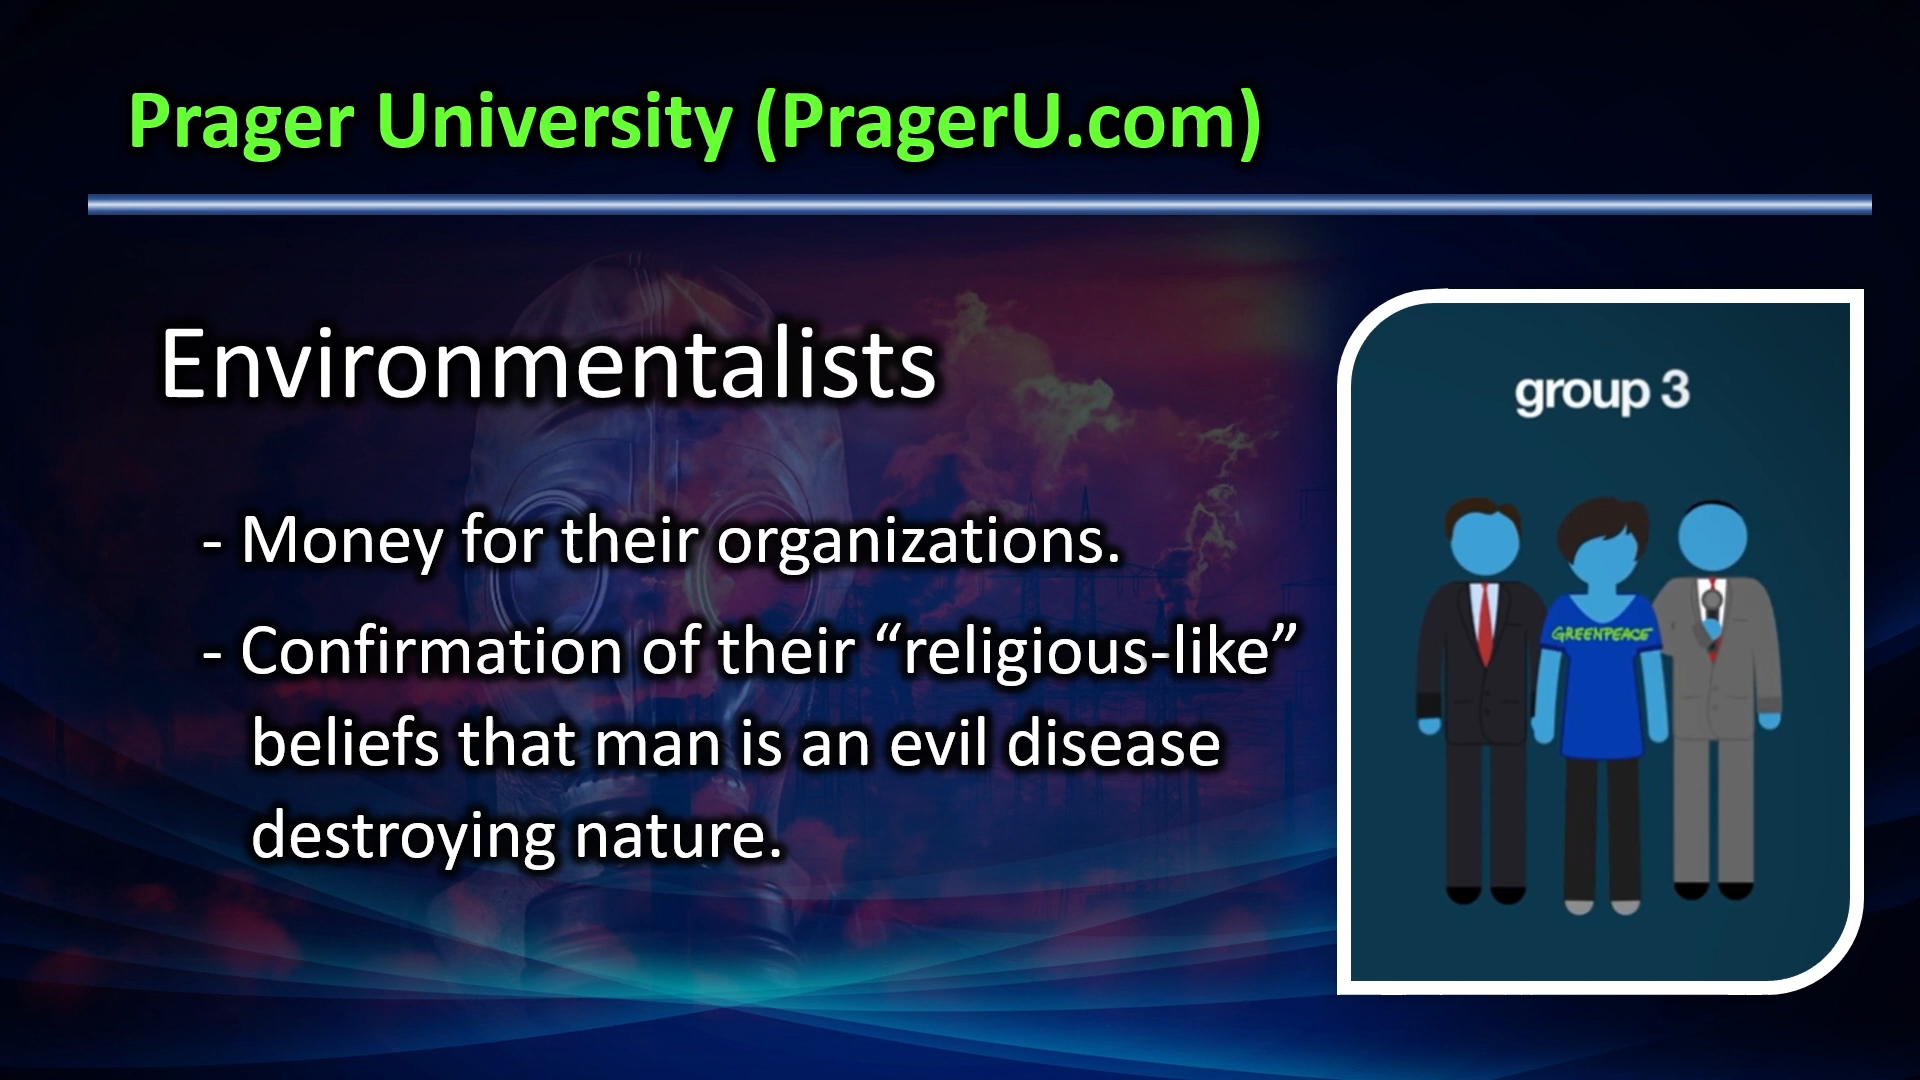 Prager University (PragerU.com)
Environmentalists
- Money for their organizations.
- Confirmation of their “religious-like”
beliefs that man is an evil disease
destroying nature.
group 3
GREENPEACE